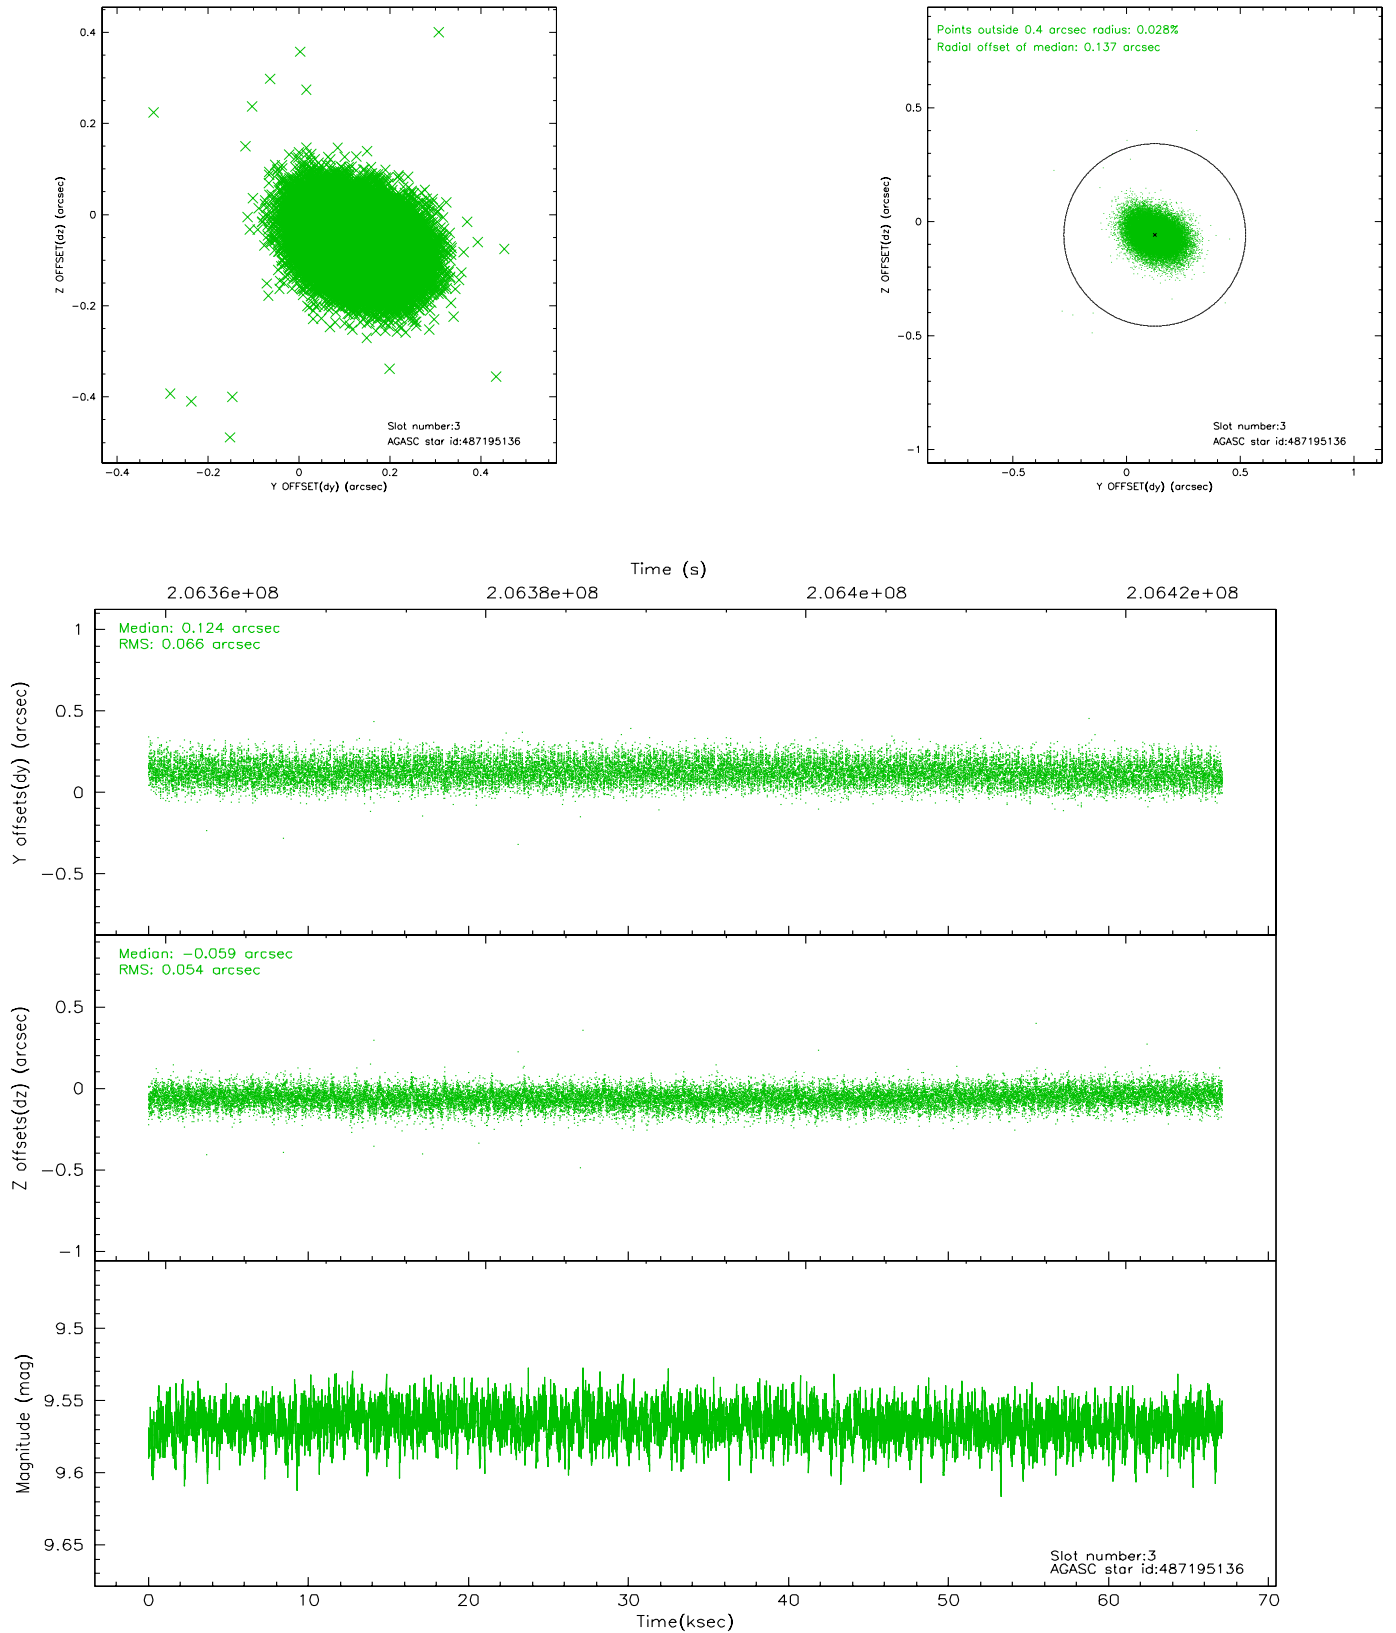 0.4
0.2
0
−0.2
−0.4
Z OFFSET(dz) (arcsec)
Slot number:3
AGASC star id:487195136
−0.4 −0.2 0 0.2 0.4
Y OFFSET(dy) (arcsec)
Points outside 0.4 arcsec radius: 0.028%
Radial offset of median: 0.137 arcsec
0.5
0
−0.5
−1
Z OFFSET(dz) (arcsec)
Slot number:3
AGASC star id:487195136
−0.5 0 0.5 1
Y OFFSET(dy) (arcsec)
Time (s)
2.0636e+08 2.0638e+08 2.064e+08 2.0642e+08
Median: 0.124 arcsec
RMS: 0.066 arcsec
1
0.5
0
−0.5
Y offsets(dy) (arcsec)
Median: −0.059 arcsec
RMS: 0.054 arcsec
0.5
0
−0.5
−1
Z offsets(dz) (arcsec)
9.5
9.55
9.6
9.65
Magnitude (mag)
Slot number:3
AGASC star id:487195136
0 10 20 30 40 50 60 70
Time(ksec)